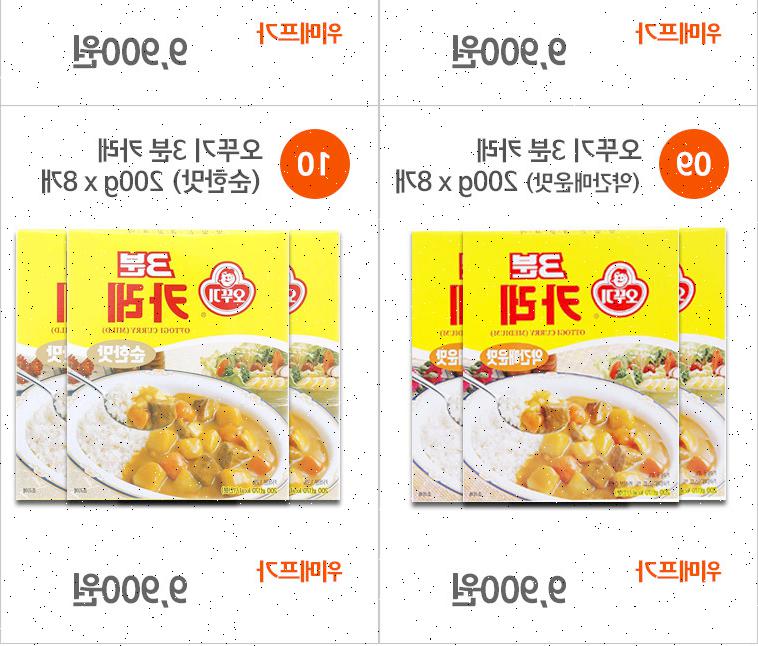 위메프가
9,900원
위메프가
9,900원
09
오뚜기 3분 카레
(약간매운맛) 200g x 8개
오뚜기
3분
카레
OTTOGI CURRY (MEDIUM)
약간매운맛
위메프가
9,900원
10
오뚜기 3분 카레
(순한맛) 200g x 8개
오뚜기
3분
카레
OTTOGI CURRY (MILD)
순한맛
위메프가
9,900원